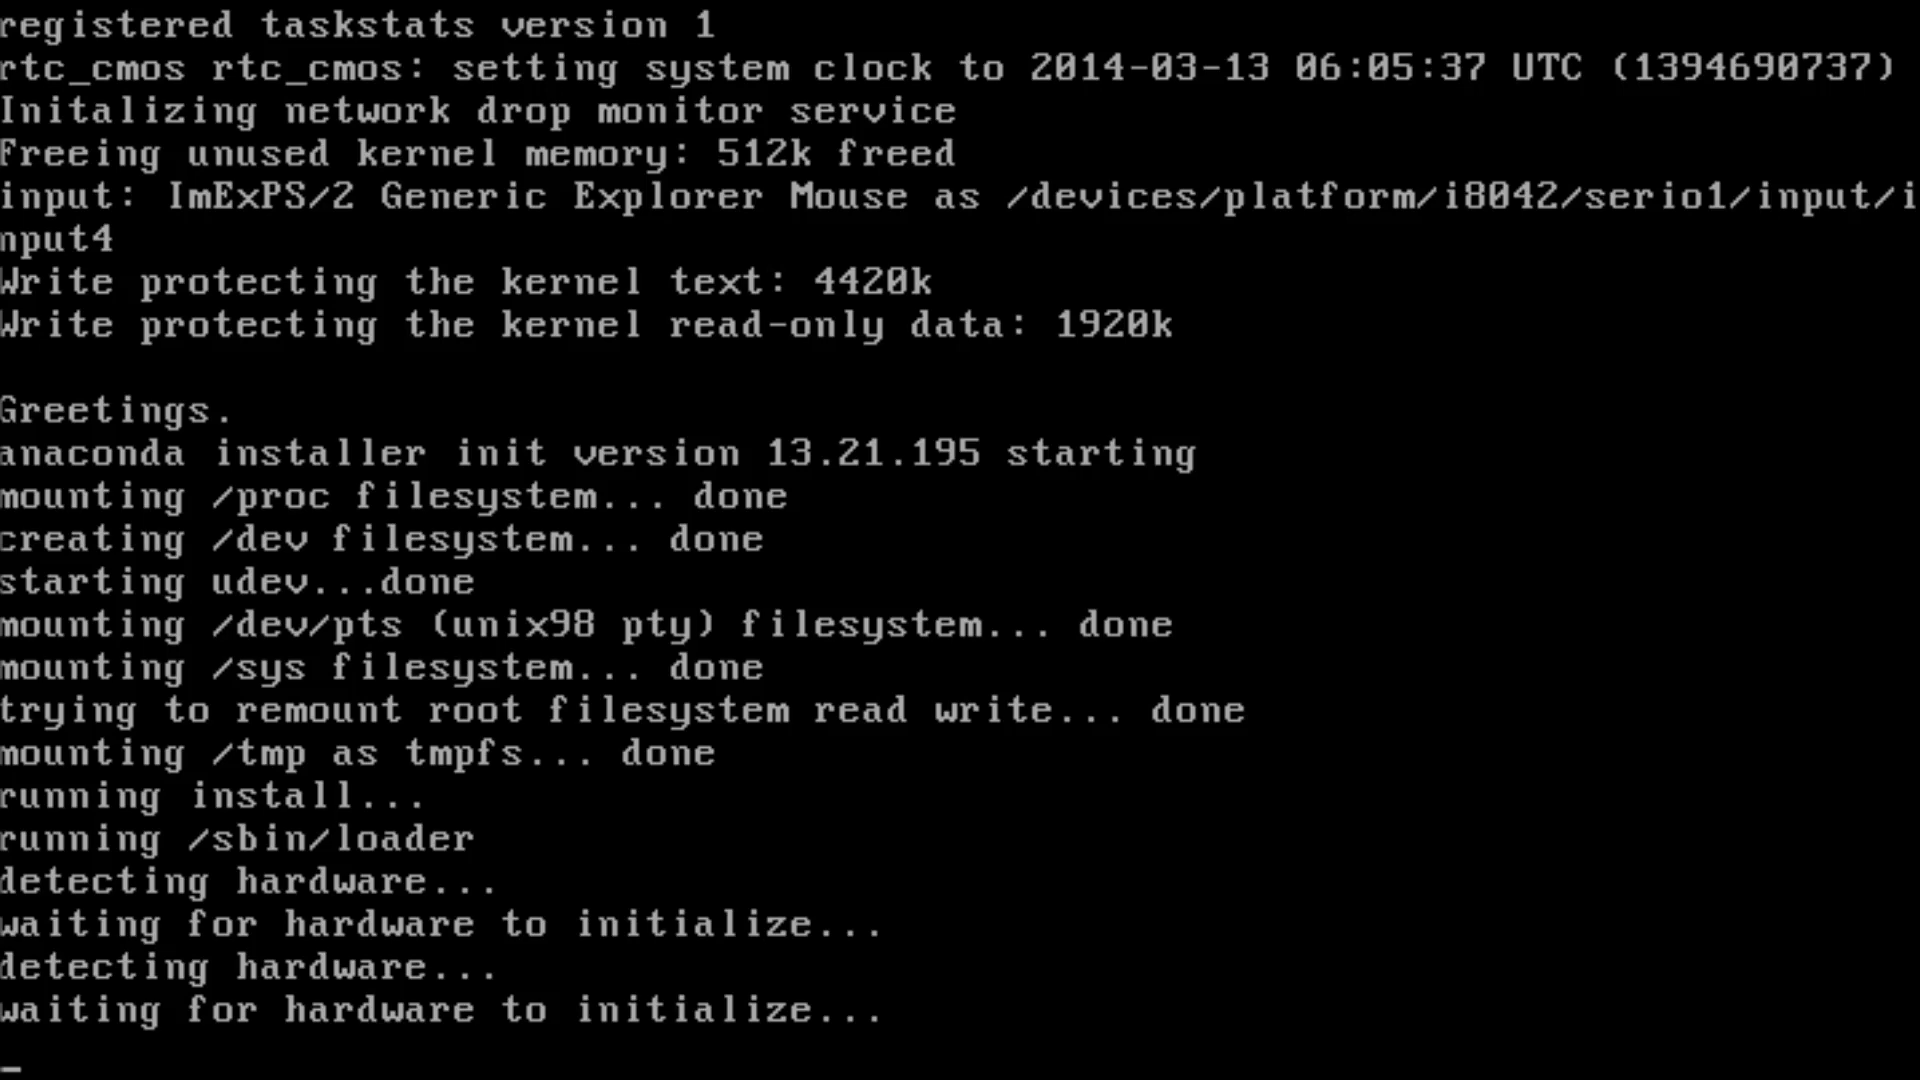 registered taskstats version 1
rtc_cmos rtc_cmos: setting system clock to 2014-03-13 06:05:37 UTC (1394690737)
Initalizing network drop monitor service
Freeing unused kernel memory: 512k freed
input: ImExPS/2 Generic Explorer Mouse as /devices/platform/i8042/serio1/input/i
nput4
Write protecting the kernel text: 4420k
Write protecting the kernel read-only data: 1920k
Greetings.
anaconda installer init version 13.21.195 starting
mounting /proc filesystem... done
creating /dev filesystem... done
starting udev...done
mounting /dev/pts (unix98 pty) filesystem... done
mounting /sys filesystem... done
trying to remount root filesystem read write... done
mounting /tmp as tmpfs... done
running install...
running /sbin/loader
detecting hardware...
waiting for hardware to initialize...
detecting hardware...
waiting for hardware to initialize...